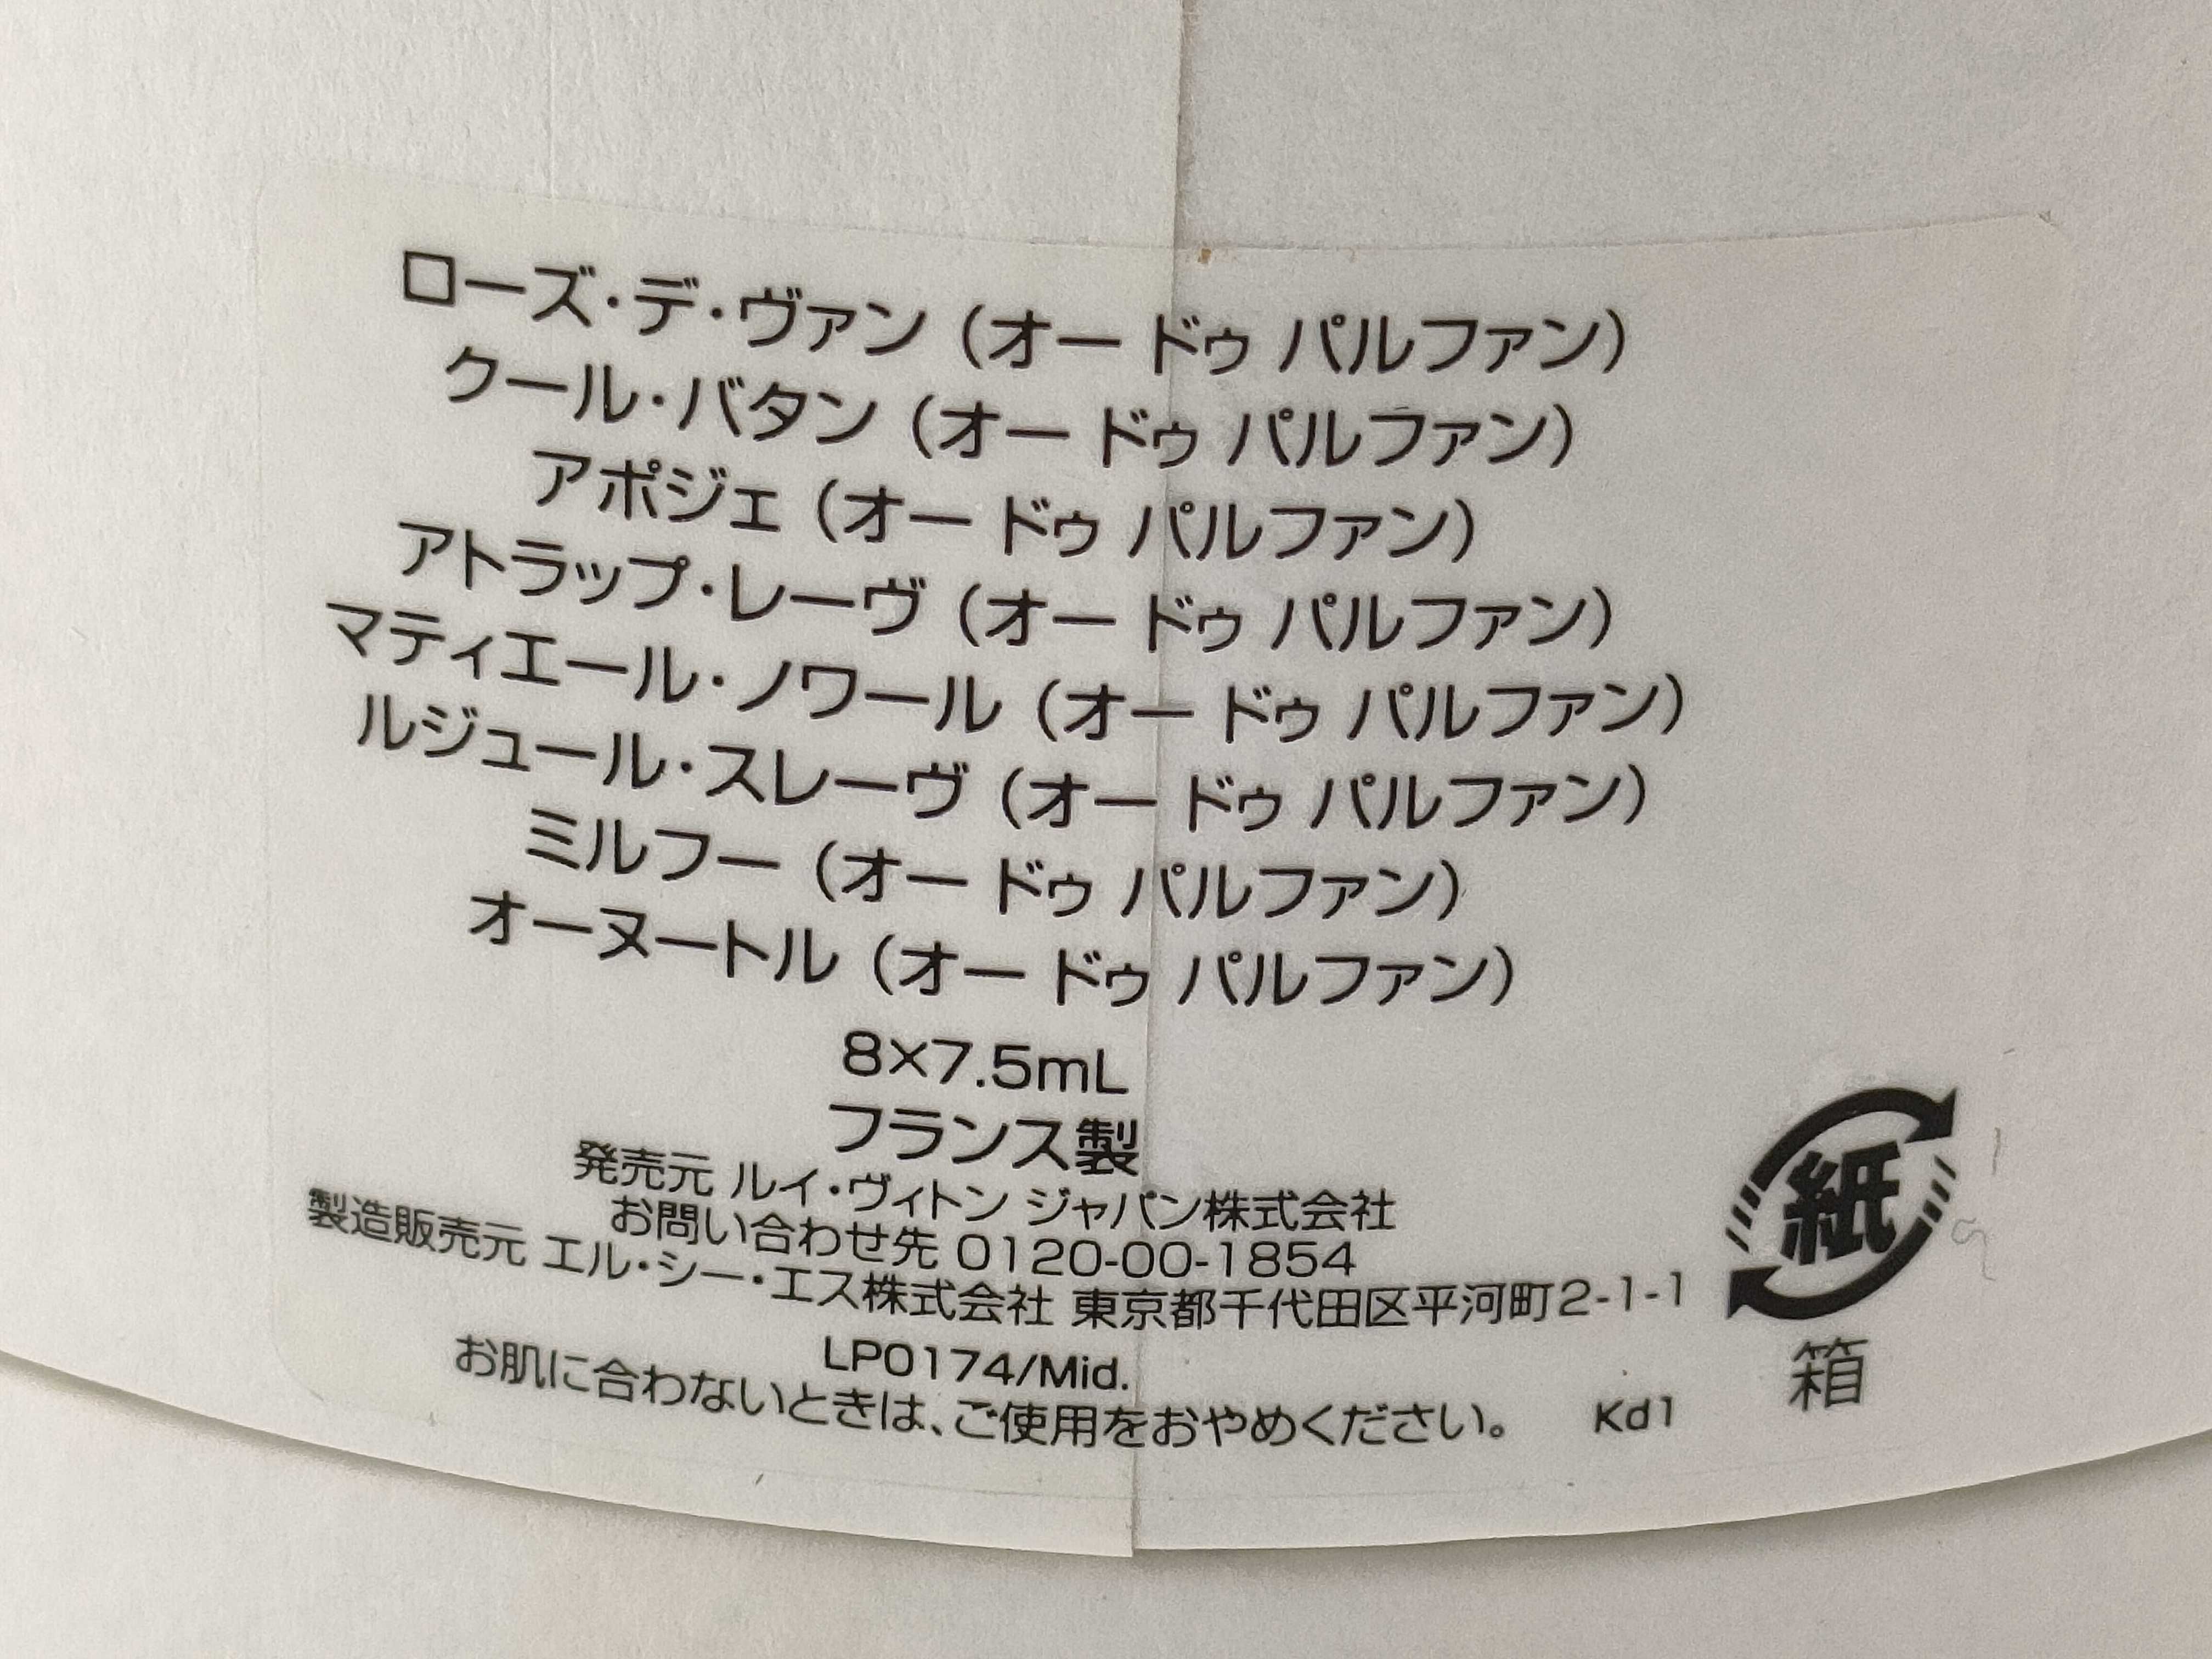 ローズ・デ・ヴァン（オー ドゥ パルファン）
クール・バタン（オー ドゥ パルファン）
アポジェ（オー ドゥ パルファン）
アトラップ・レーヴ（オー ドゥ パルファン）
マティエール・ノワール（オー ドゥ パルファン）
ルジュール・スレーヴ（オー ドゥ パルファン）
ミルフー（オー ドゥ パルファン）
オーヌートル（オー ドゥ パルファン）
8×7.5mL
フランス製
発売元 ルイ・ヴィトン ジャパン株式会社
お問い合わせ先 0120-00-1854
製造販売元 エル・シー・エス株式会社 東京都千代田区平河町2-1-1
LP0174/Mid.
お肌に合わないときは、ご使用をおやめください。 Kd1
紙
箱